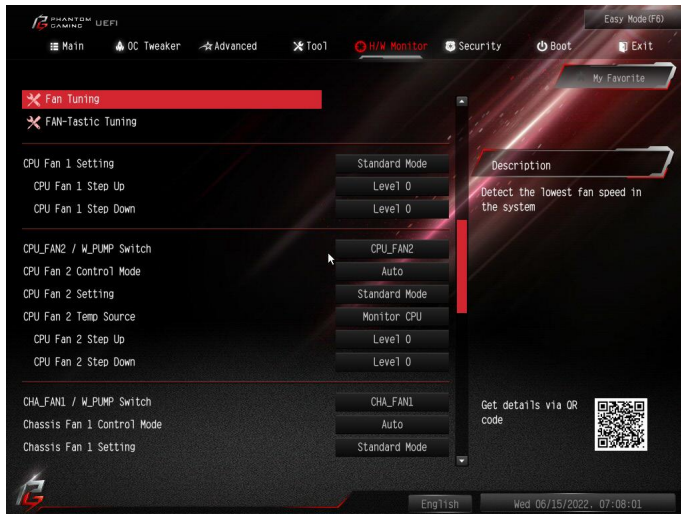 PHANTOM GAMING UEFI
Easy Mode(F6)
Main OC Tweaker Advanced Tool H/W Monitor Security Boot Exit
My Favorite
Fan Tuning
FAN-Tastic Tuning
CPU Fan 1 Setting Standard Mode
CPU Fan 1 Step Up Level 0
CPU Fan 1 Step Down Level 0
CPU_FAN2 / W_PUMP Switch CPU_FAN2
CPU Fan 2 Control Mode Auto
CPU Fan 2 Setting Standard Mode
CPU Fan 2 Temp Source Monitor CPU
CPU Fan 2 Step Up Level 0
CPU Fan 2 Step Down Level 0
CHA_FAN1 / W_PUMP Switch CHA_FAN1
Chassis Fan 1 Control Mode Auto
Chassis Fan 1 Setting Standard Mode
Description
Detect the lowest fan speed in
the system
Get details via QR
code
English
Wed 06/15/2022. 07:08:01